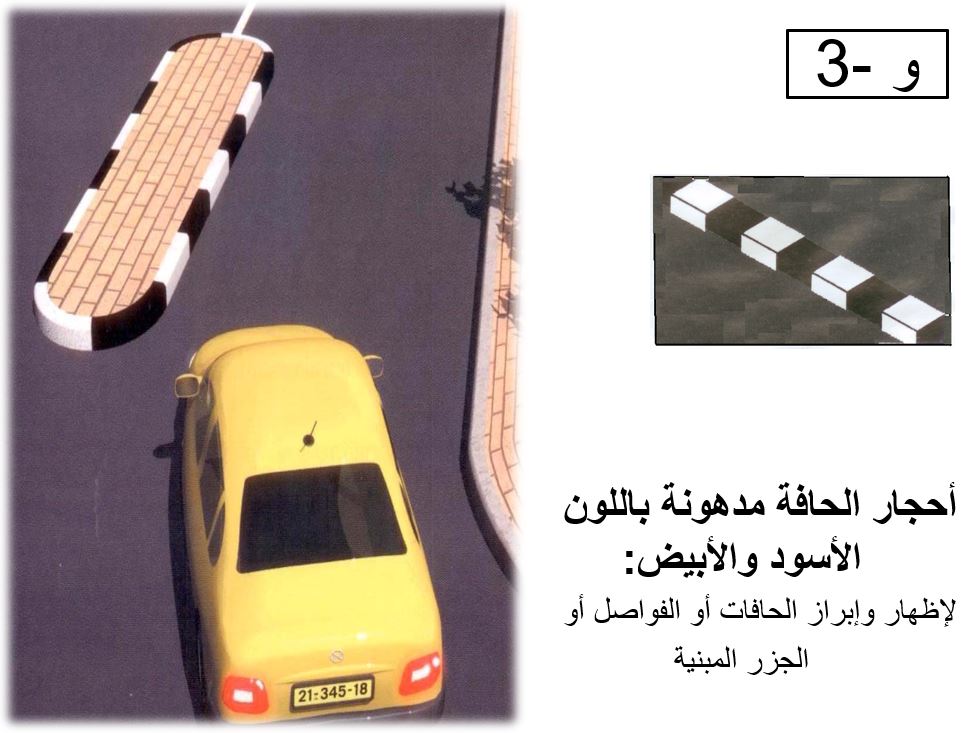 و -3
أحجار الحافة مدهونة باللون
الأسود والأبيض:
لإظهار وإبراز الحافات أو الفواصل أو
الجزر المبنية
21-345-18